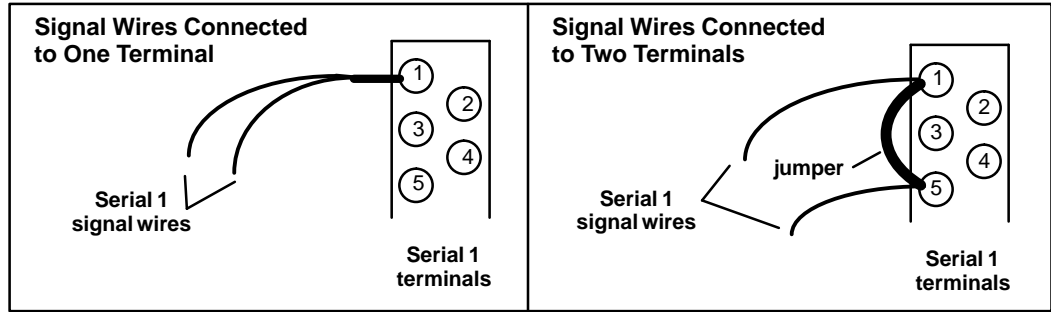 Signal Wires Connected
to One Terminal
1
2
3
4
5
Serial 1
signal wires
Serial 1
terminals
Signal Wires Connected
to Two Terminals
1
2
3
4
jumper
5
Serial 1
signal wires
Serial 1
terminals